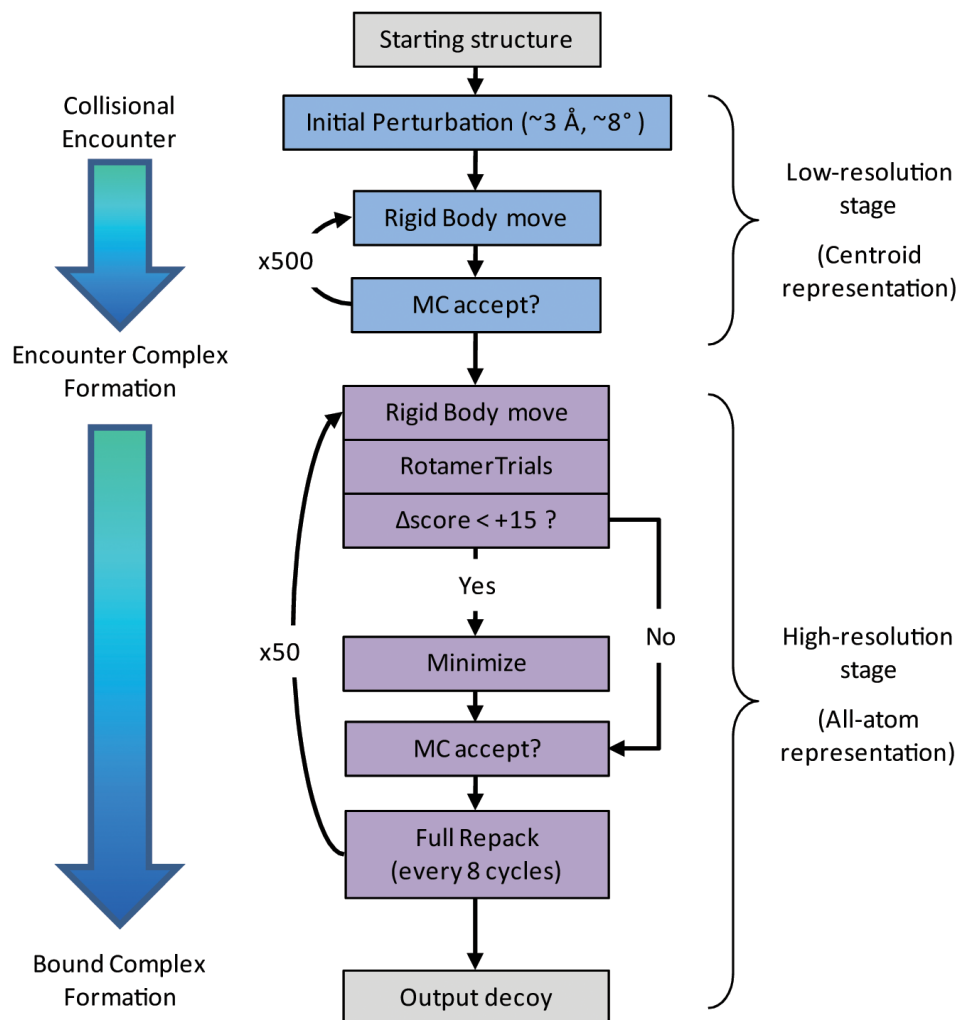 Starting structure
Collisional
Encounter
Initial Perturbation (~3 Å, ~8° )
Rigid Body move
x500
MC accept?
Low-resolution
stage
(Centroid
representation)
Encounter Complex
Formation
Rigid Body move
RotamerTrials
Δscore < +15 ?
Yes
No
x50
Minimize
MC accept?
Full Repack
(every 8 cycles)
High-resolution
stage
(All-atom
representation)
Bound Complex
Formation
Output decoy